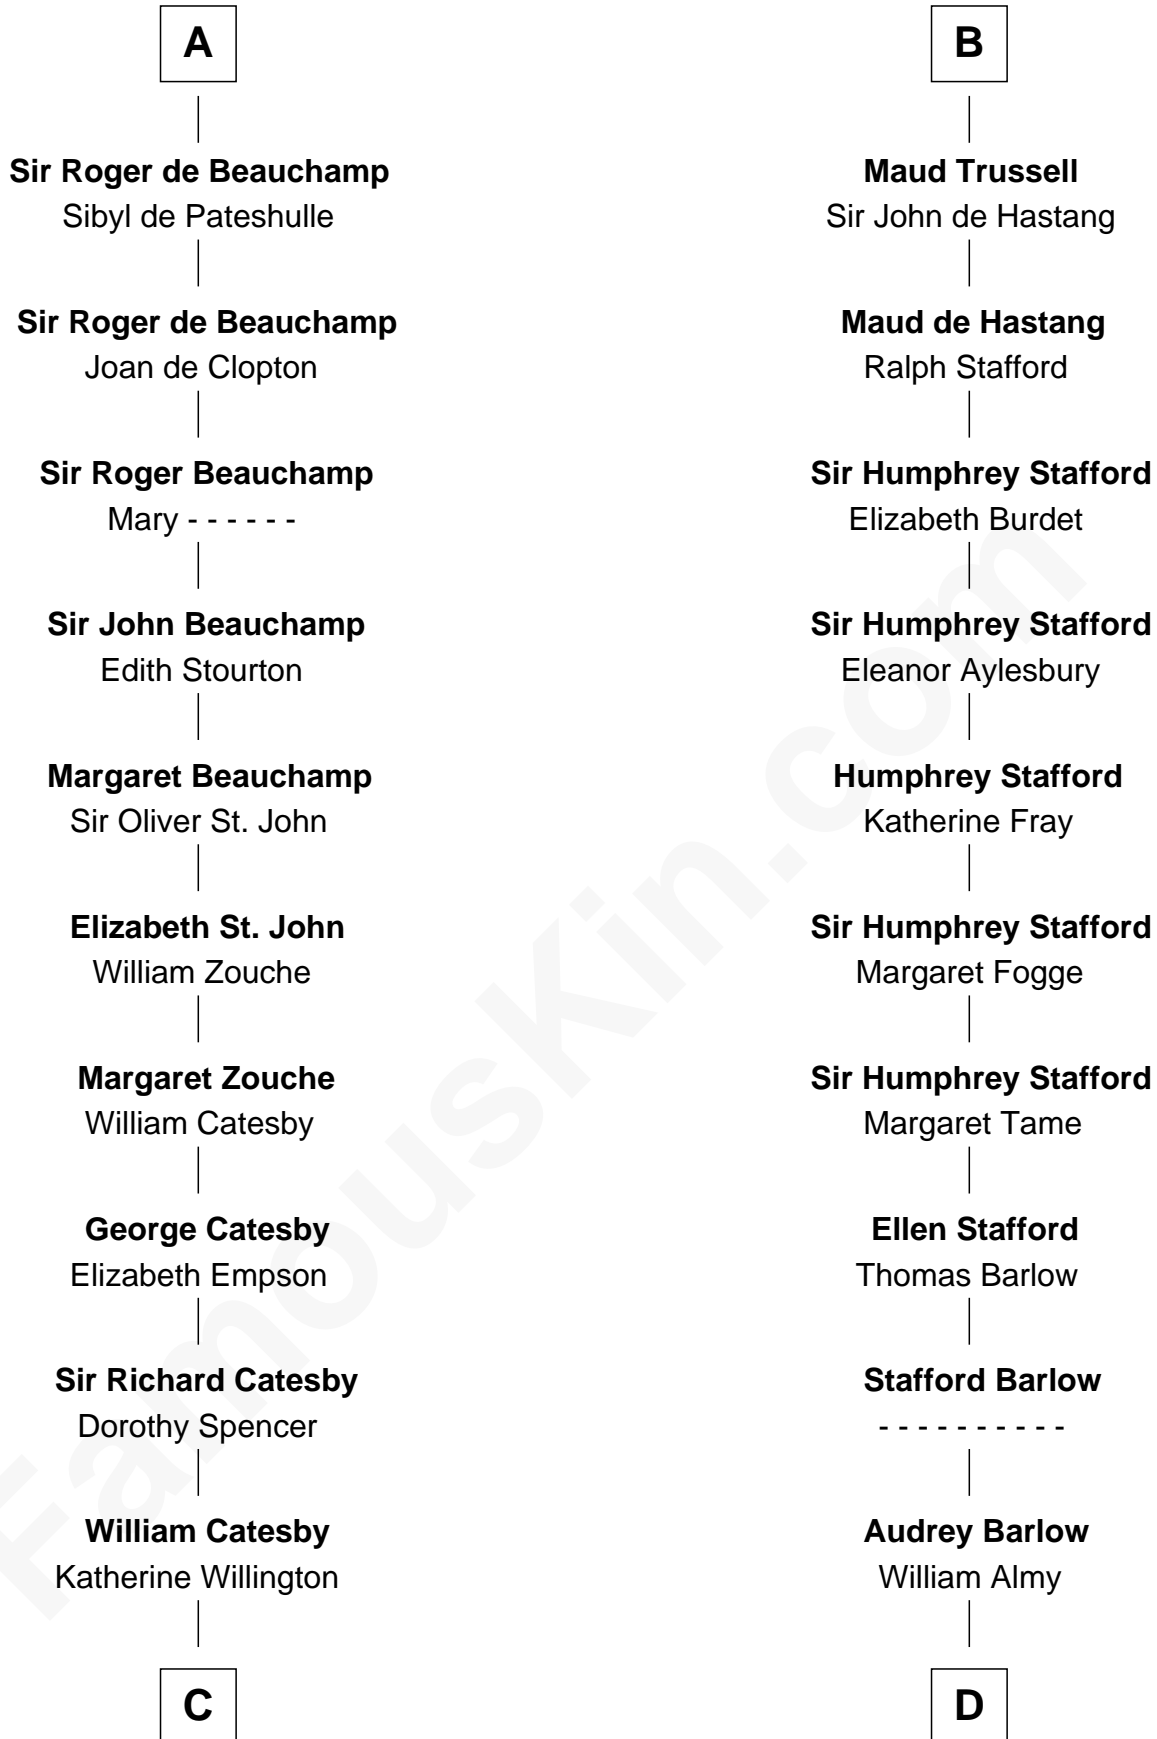 A
Sir Roger de Beauchamp
Sibyl de Pateshulle
Sir Roger de Beauchamp
Joan de Clopton
Sir Roger Beauchamp
Mary - - - - - -
Sir John Beauchamp
Edith Stourton
Margaret Beauchamp
Sir Oliver St. John
Elizabeth St. John
William Zouche
Margaret Zouche
William Catesby
George Catesby
Elizabeth Empson
Sir Richard Catesby
Dorothy Spencer
William Catesby
Katherine Willington
C
B
Maud Trussell
Sir John de Hastang
Maud de Hastang
Ralph Stafford
Sir Humphrey Stafford
Elizabeth Burdet
Sir Humphrey Stafford
Eleanor Aylesbury
Humphrey Stafford
Katherine Fray
Sir Humphrey Stafford
Margaret Fogge
Sir Humphrey Stafford
Margaret Tame
Ellen Stafford
Thomas Barlow
Stafford Barlow
- - - - - - - - - -
Audrey Barlow
William Almy
D
FamousKin.com